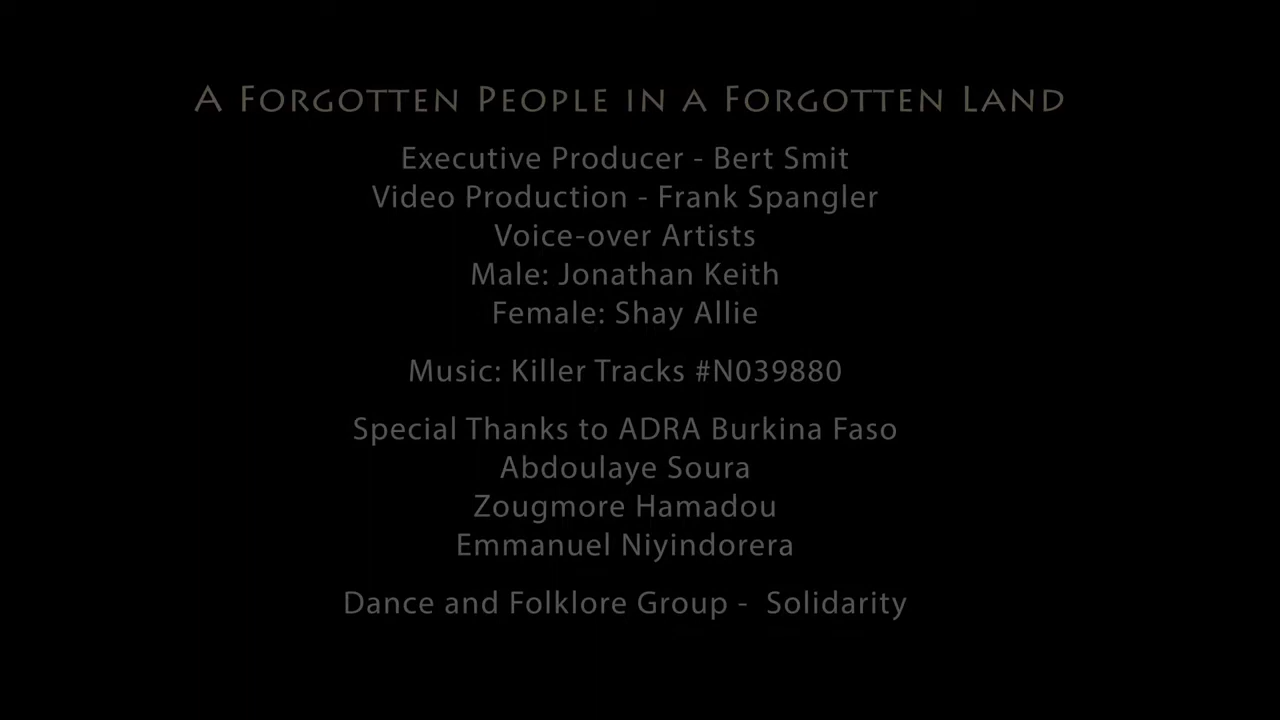 A Forgotten People in a Forgotten Land
Executive Producer - Bert Smit
Video Production - Frank Spangler
Voice-over Artists
Male: Jonathan Keith
Female: Shay Allie
Music: Killer Tracks #N039880
Special Thanks to ADRA Burkina Faso
Abdoulaye Soura
Zougmore Hamadou
Emmanuel Niyindorera
Dance and Folklore Group - Solidarity